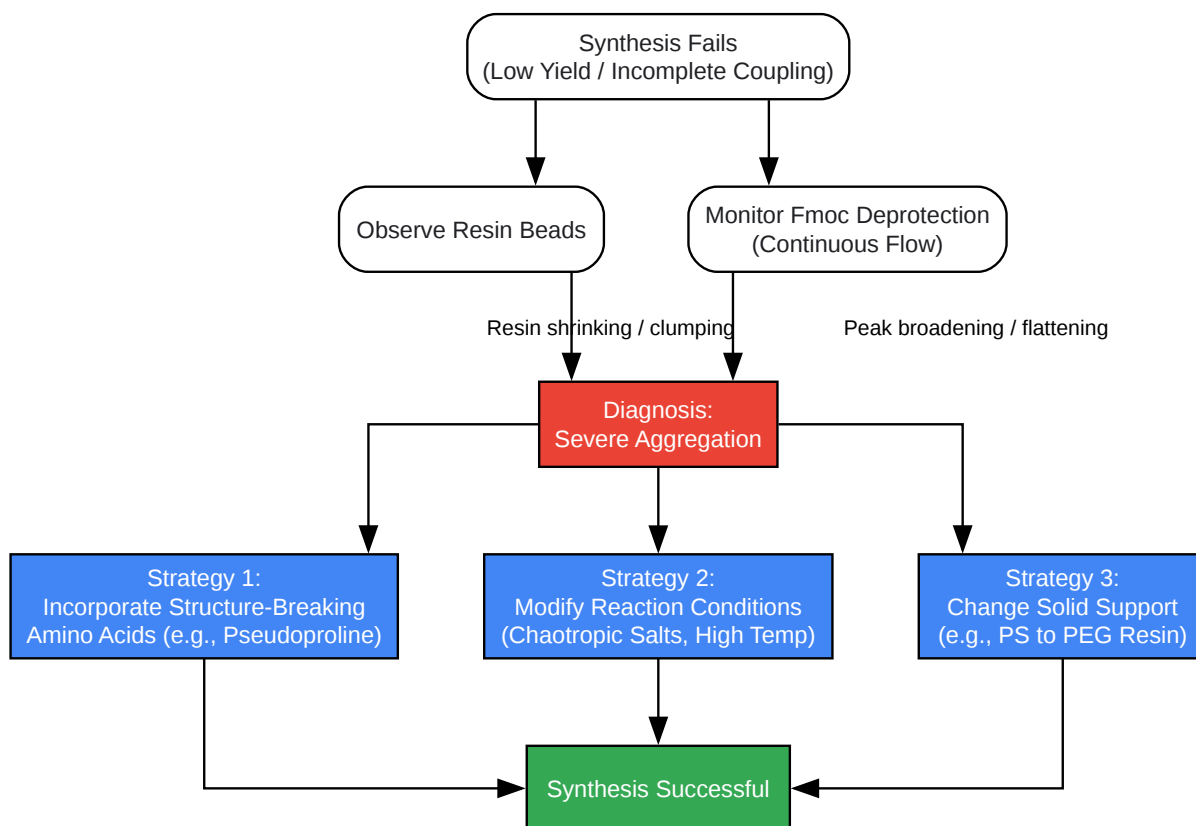 Synthesis Fails
(Low Yield / Incomplete Coupling)
Observe Resin Beads
Monitor Fmoc Deprotection
(Continuous Flow)
Resin shrinking / clumping
Peak broadening / flattening
Diagnosis:
Severe Aggregation
Strategy 1:
Incorporate Structure-Breaking
Amino Acids (e.g., Pseudoproline)
Strategy 2:
Modify Reaction Conditions
(Chaotropic Salts, High Temp)
Strategy 3:
Change Solid Support
(e.g., PS to PEG Resin)
Synthesis Successful